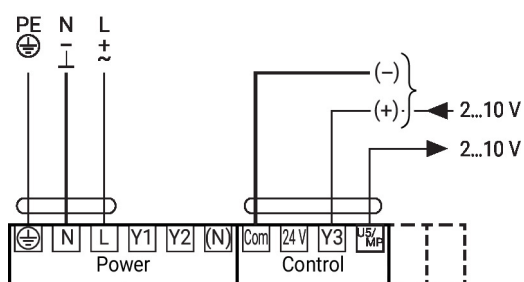 PE N L
– +
⊥ ~
(–)
(+) 2...10 V
2...10 V
N L Y1 Y2 (N) Com 24 V Y3 U5/
MP
Power Control